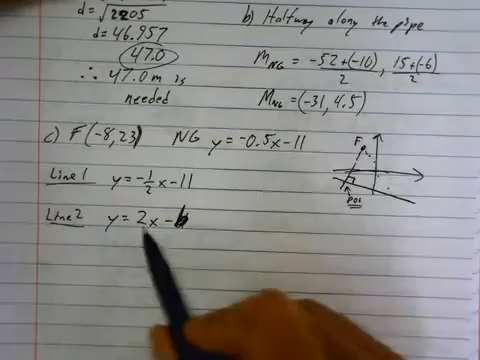 d=√2205
d=46.957
47.0
∴ 47.0 m is
needed
b) Halfway along the pipe
M_NG = (-52+(-10))/2, (15+(-6))/2
M_NG = (-31, 4.5)
c) F(-8,23) NG y=-0.5x-11
Line 1 y=-1/2x-11
Line 2 y=2x-b
F
POI